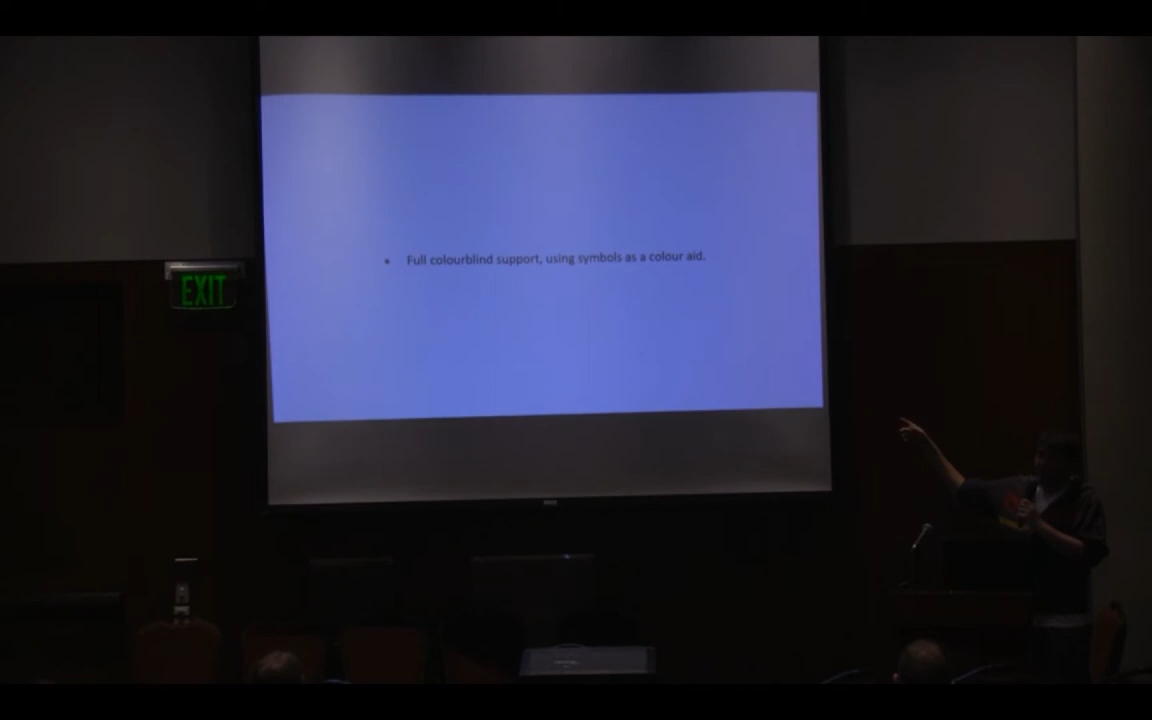 • Full colourblind support, using symbols as a colour aid.
EXIT